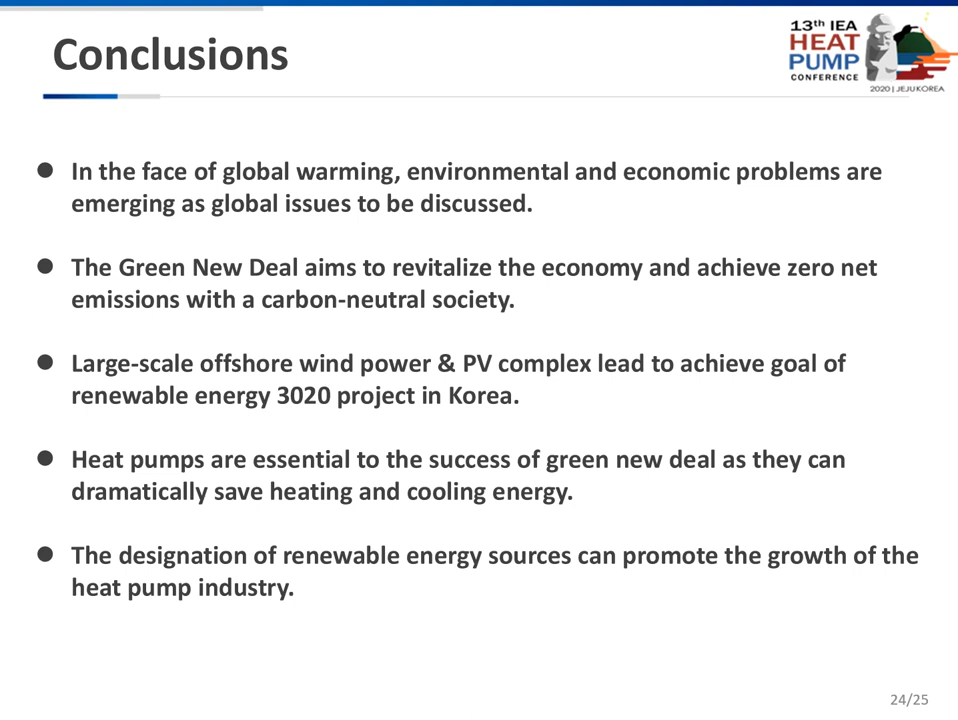 Conclusions
13th IEA
HEAT
PUMP
CONFERENCE
2020 | JEJU KOREA
● In the face of global warming, environmental and economic problems are
emerging as global issues to be discussed.
● The Green New Deal aims to revitalize the economy and achieve zero net
emissions with a carbon-neutral society.
● Large-scale offshore wind power & PV complex lead to achieve goal of
renewable energy 3020 project in Korea.
● Heat pumps are essential to the success of green new deal as they can
dramatically save heating and cooling energy.
● The designation of renewable energy sources can promote the growth of the
heat pump industry.
24/25